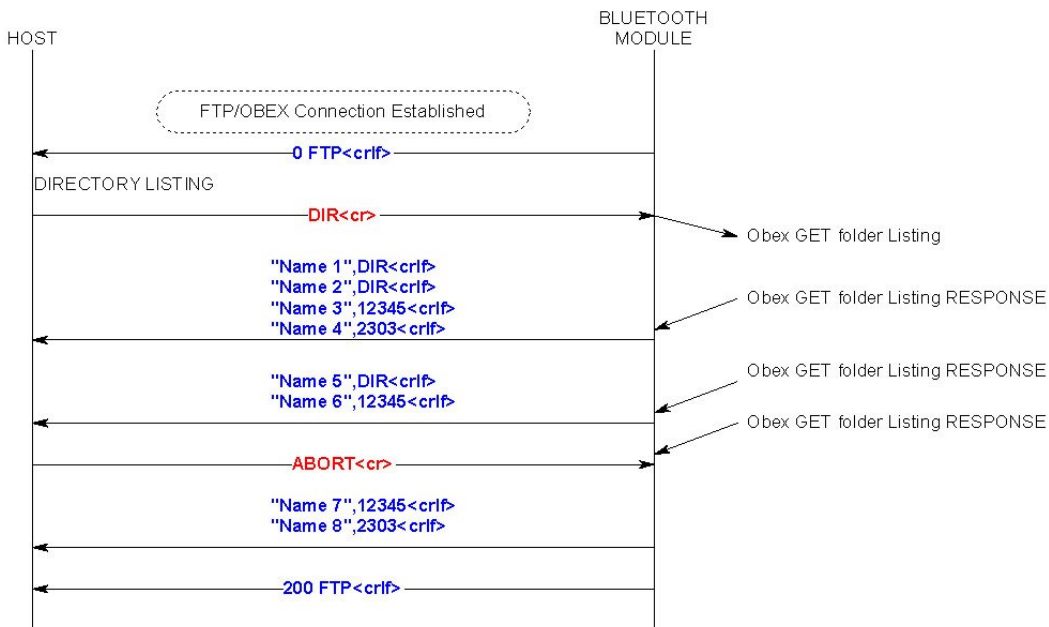 BLUETOOTH
HOST
MODULE
FTP/OBEX Connection Established
0 FTP<crlf>
DIRECTORY LISTING
DIR<cr>
Obex GET folder Listing
"Name 1",DIR<crlf>
"Name 2",DIR<crlf>
"Name 3",12345<crlf>
Obex GET folder Listing RESPONSE
"Name 4",2303<crlf>
Obex GET folder Listing RESPONSE
"Name 5",DIR<crlf>
"Name 6",12345<crlf>
Obex GET folder Listing RESPONSE
ABORT<cr>
"Name 7",12345<crlf>
"Name 8",2303<crlf>
200 FTP<crlf>